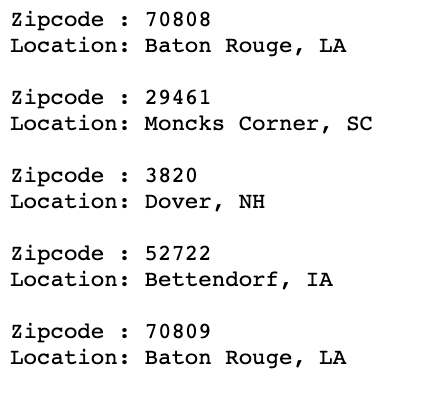 Zipcode : 70808
Location: Baton Rouge, LA
Zipcode : 29461
Location: Moncks Corner, SC
Zipcode : 3820
Location: Dover, NH
Zipcode : 52722
Location: Bettendorf, IA
Zipcode : 70809
Location: Baton Rouge, LA